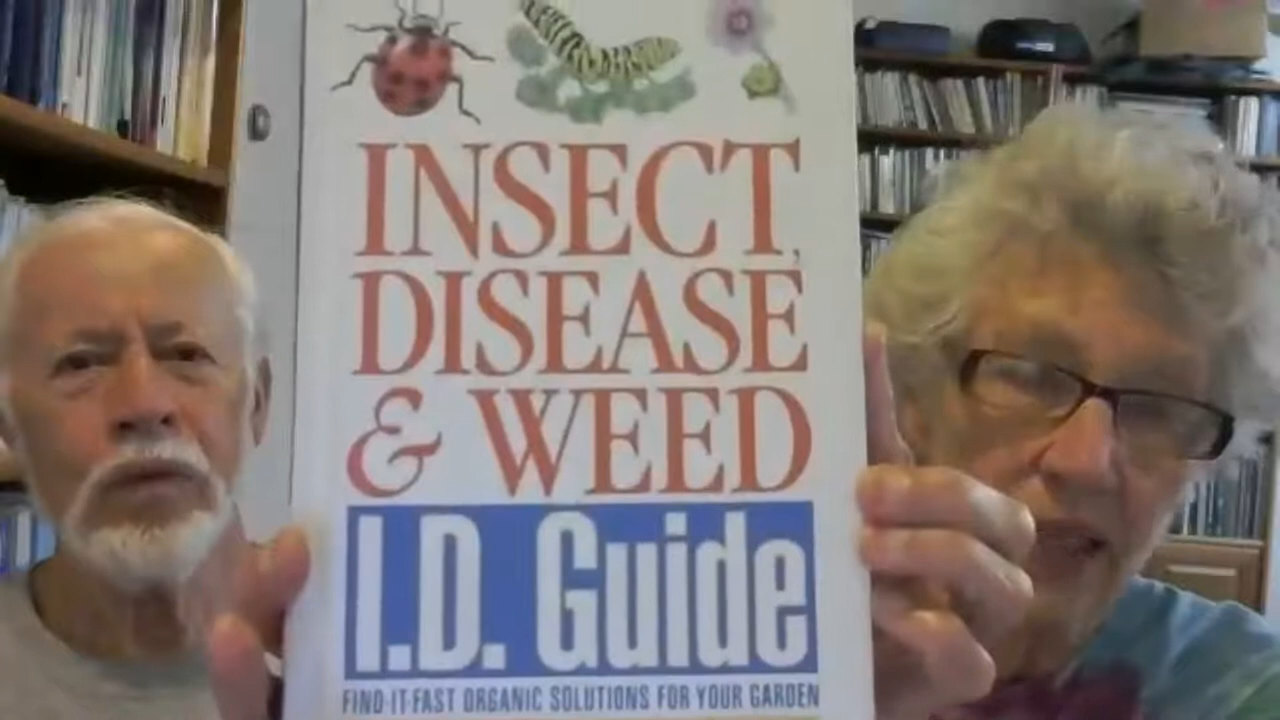 INSECT,
DISEASE
& WEED
I.D. Guide
FIND-IT-FAST ORGANIC SOLUTIONS FOR YOUR GARDEN